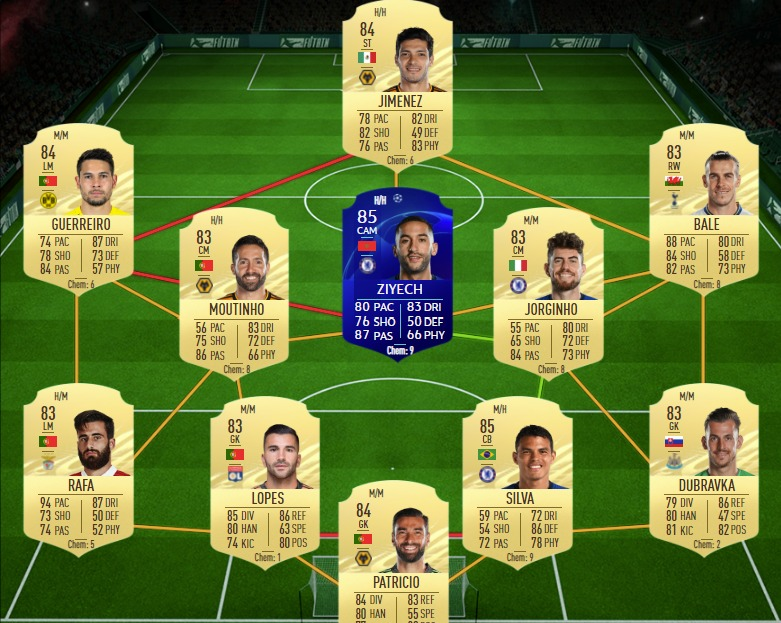 H/H
84
ST
JIMENEZ
78 PAC 82 DRI
82 SHO 49 DEF
76 PAS 83 PHY
Chem: 6
M/M
84
LM
GUERREIRO
74 PAC 87 DRI
78 SHO 73 DEF
84 PAS 57 PHY
Chem: 6
M/M
83
RW
BALE
88 PAC 80 DRI
84 SHO 58 DEF
82 PAS 73 PHY
Chem: 8
H/H
83
CM
MOUTINHO
56 PAC 83 DRI
75 SHO 72 DEF
86 PAS 66 PHY
Chem: 8
H/H
85
CAM
ZIYECH
80 PAC 83 DRI
76 SHO 50 DEF
87 PAS 66 PHY
Chem: 9
M/M
83
CM
JORGINHO
55 PAC 80 DRI
65 SHO 72 DEF
84 PAS 73 PHY
Chem: 8
H/M
83
LM
RAFA
94 PAC 87 DRI
73 SHO 50 DEF
74 PAS 52 PHY
Chem: 5
M/M
83
GK
LOPES
85 DIV 86 REF
80 HAN 63 SPE
74 KIC 80 POS
Chem: 1
M/H
85
CB
SILVA
59 PAC 72 DRI
54 SHO 86 DEF
72 PAS 78 PHY
Chem: 9
M/M
83
GK
DUBRAVKA
79 DIV 86 REF
80 HAN 47 SPE
81 KIC 82 POS
Chem: 2
M/M
84
GK
PATRICIO
84 DIV 83 REF
80 HAN 55 SPE